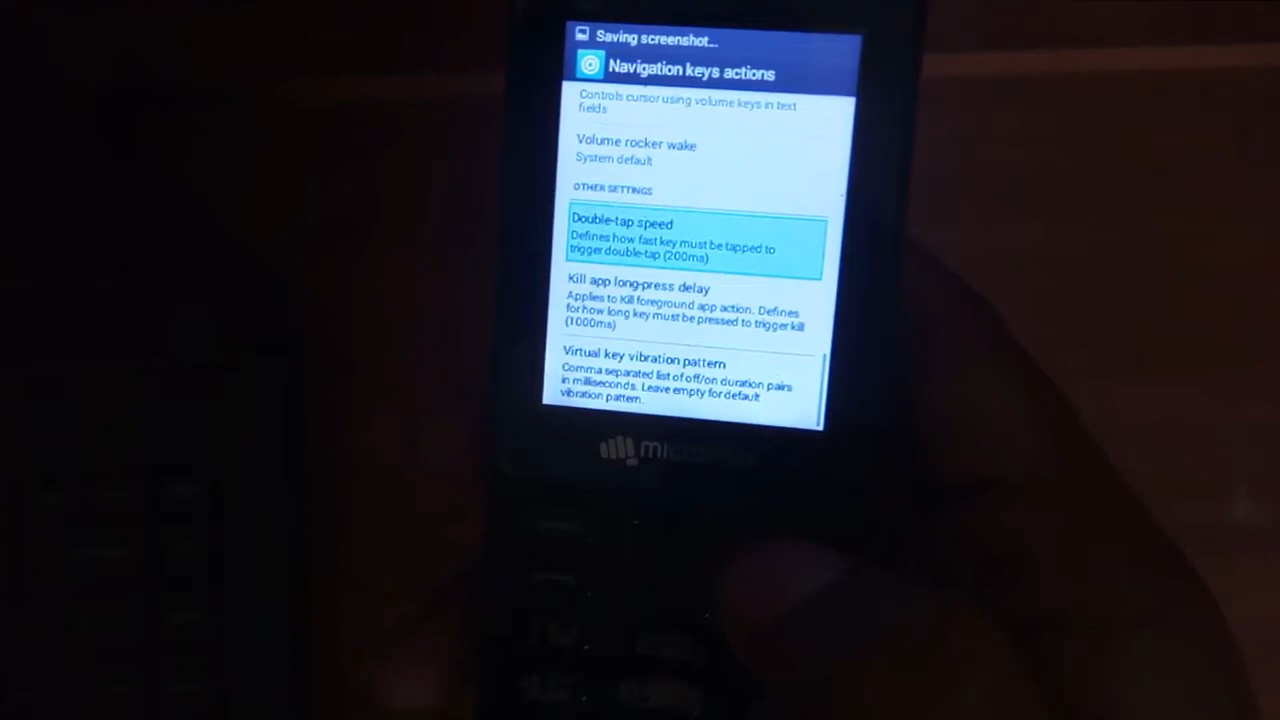 Saving screenshot...
Navigation keys actions
Controls cursor using volume keys in text
fields
Volume rocker wake
System default
OTHER SETTINGS
Double-tap speed
Defines how fast key must be tapped to
trigger double-tap (200ms)
Kill app long-press delay
Applies to Kill foreground app action. Defines
for how long key must be pressed to trigger kill
(1000ms)
Virtual key vibration pattern
Comma separated list of off/on duration pairs
in milliseconds. Leave empty for default
vibration pattern.